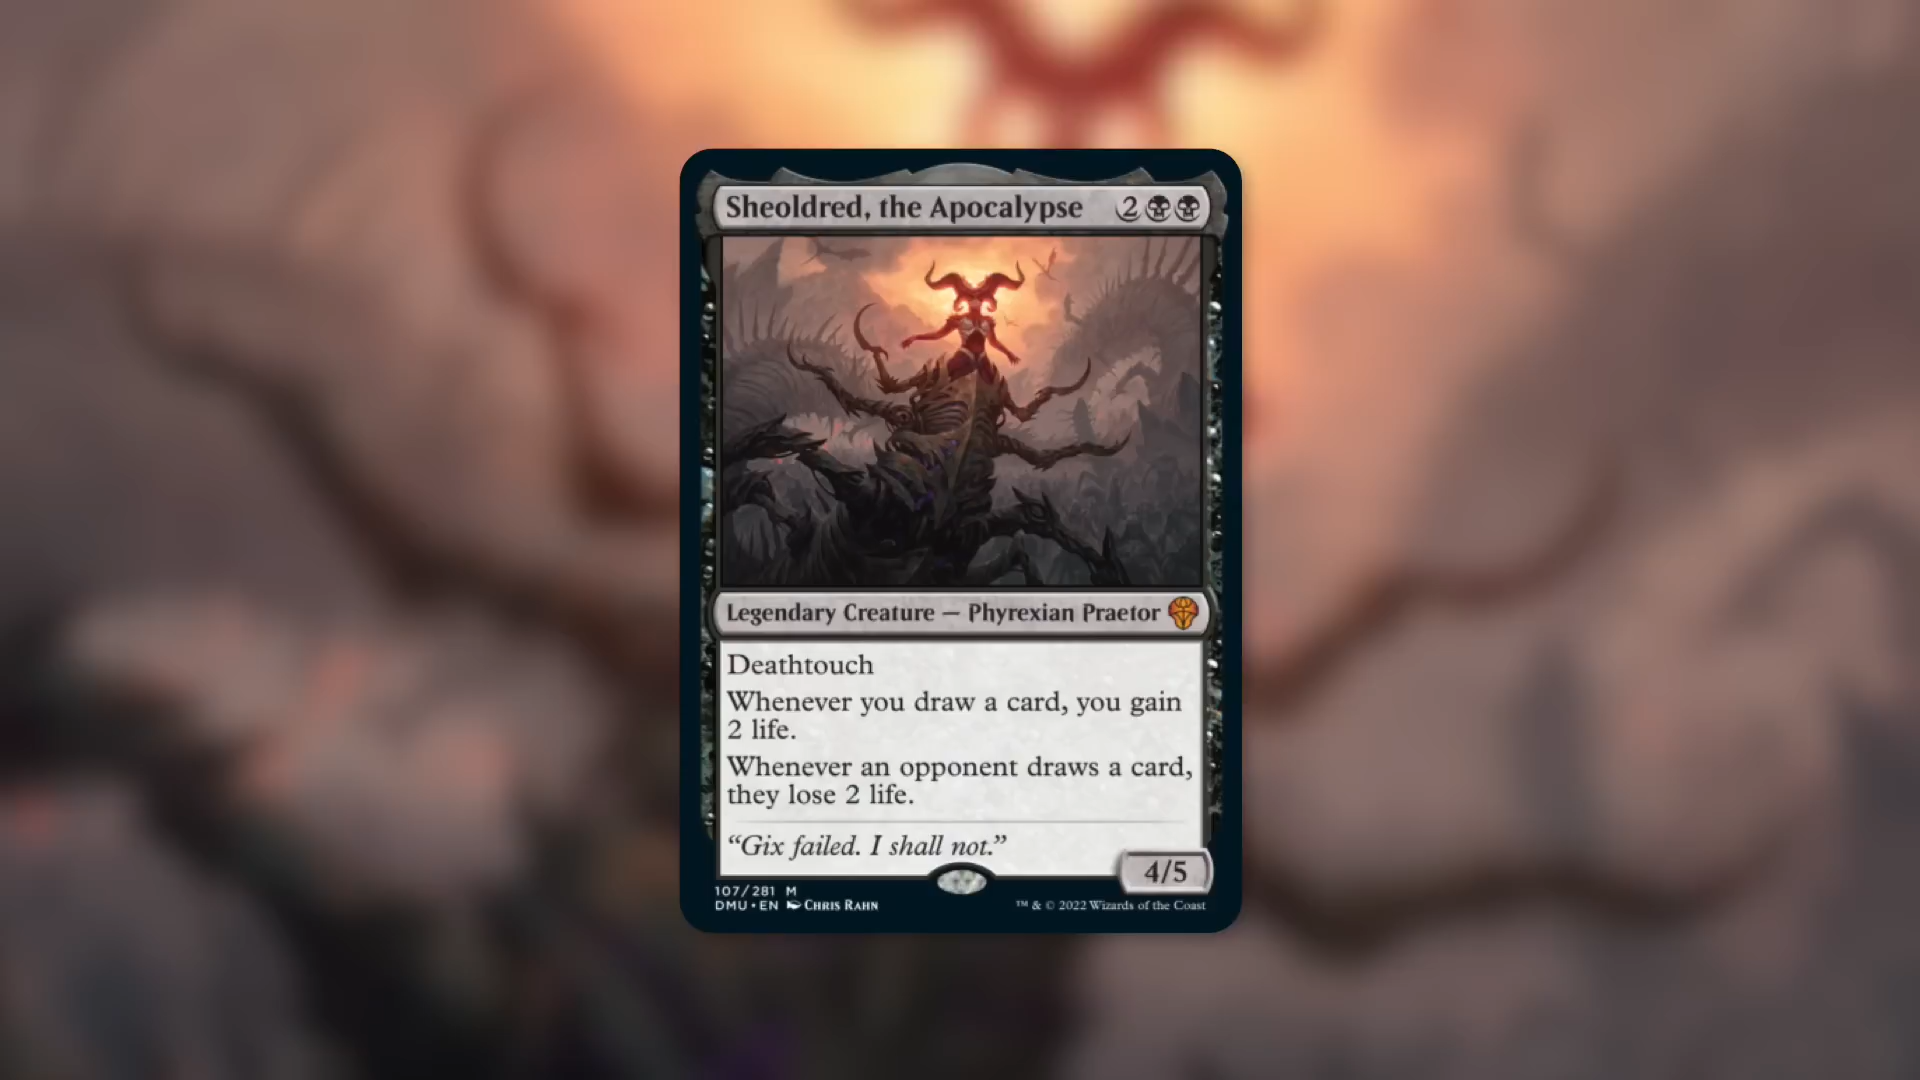 Sheoldred, the Apocalypse 2
Legendary Creature — Phyrexian Praetor
Deathtouch
Whenever you draw a card, you gain
2 life.
Whenever an opponent draws a card,
they lose 2 life.
“Gix failed. I shall not.”
4/5
107/281 M
DMU • EN Chris Rahn
™ & © 2022 Wizards of the Coast